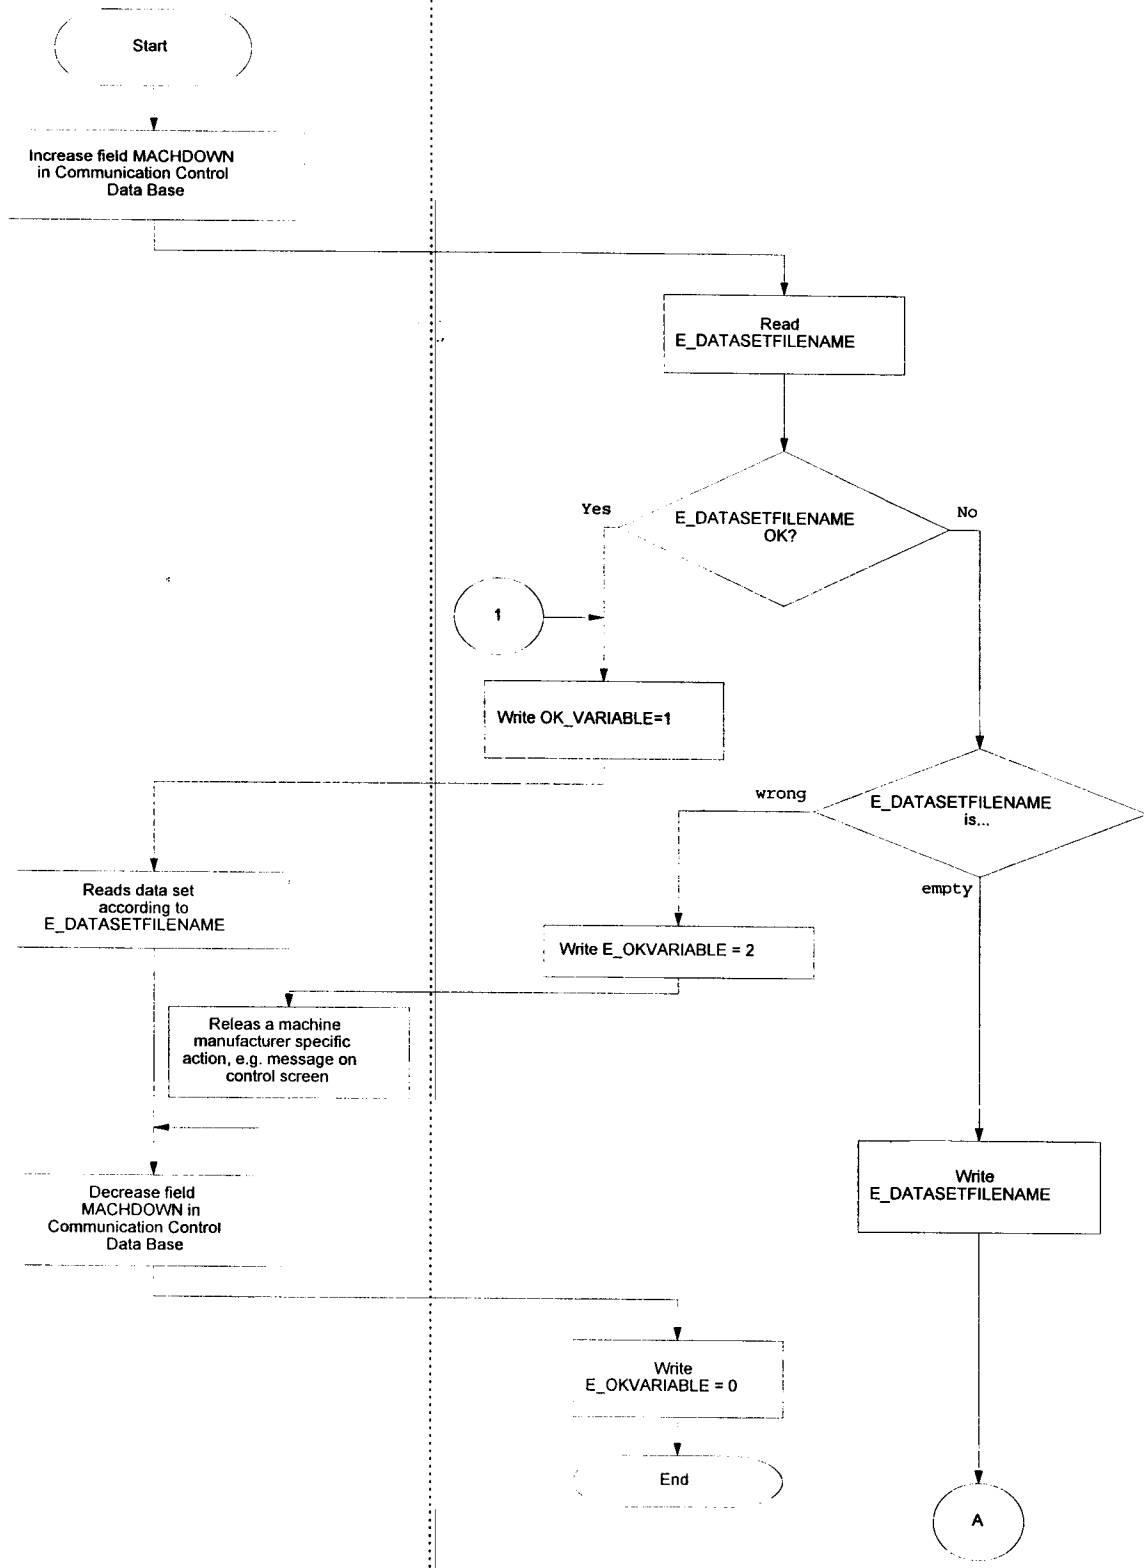 Start
Increase field MACHDOWN
in Communication Control
Data Base
Read
E_DATASETFILENAME
Yes
E_DATASETFILENAME
OK?
No
1
Write OK_VARIABLE=1
wrong
E_DATASETFILENAME
is...
Reads data set
according to
E_DATASETFILENAME
empty
Write E_OKVARIABLE = 2
Releas a machine
manufacturer specific
action, e.g. message on
control screen
Write
E_DATASETFILENAME
Decrease field
MACHDOWN in
Communication Control
Data Base
Write
E_OKVARIABLE = 0
End
A